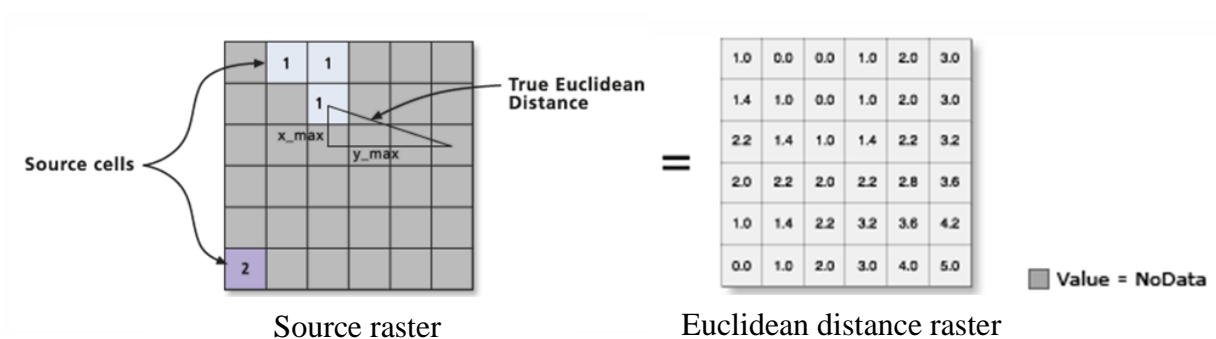 1 1
1
True Euclidean
Distance
x_max
y_max
Source cells
2
Source raster
=
1.0 0.0 0.0 1.0 2.0 3.0
1.4 1.0 0.0 1.0 2.0 3.0
2.2 1.4 1.0 1.4 2.2 3.2
2.0 2.2 2.0 2.2 2.8 3.6
1.0 1.4 2.2 3.2 3.6 4.2
0.0 1.0 2.0 3.0 4.0 5.0
Value = NoData
Euclidean distance raster